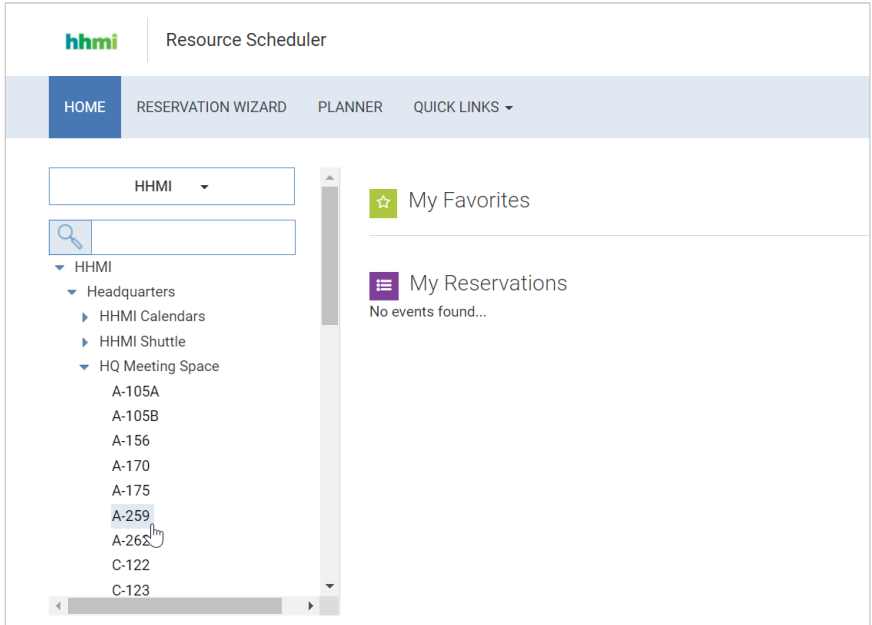 hhmi Resource Scheduler
HOME RESERVATION WIZARD PLANNER QUICK LINKS
HHMI
HHMI
Headquarters
HHMI Calendars
HHMI Shuttle
HQ Meeting Space
A-105A
A-105B
A-156
A-170
A-175
A-259
A-262
C-122
C-123
My Favorites
My Reservations
No events found...